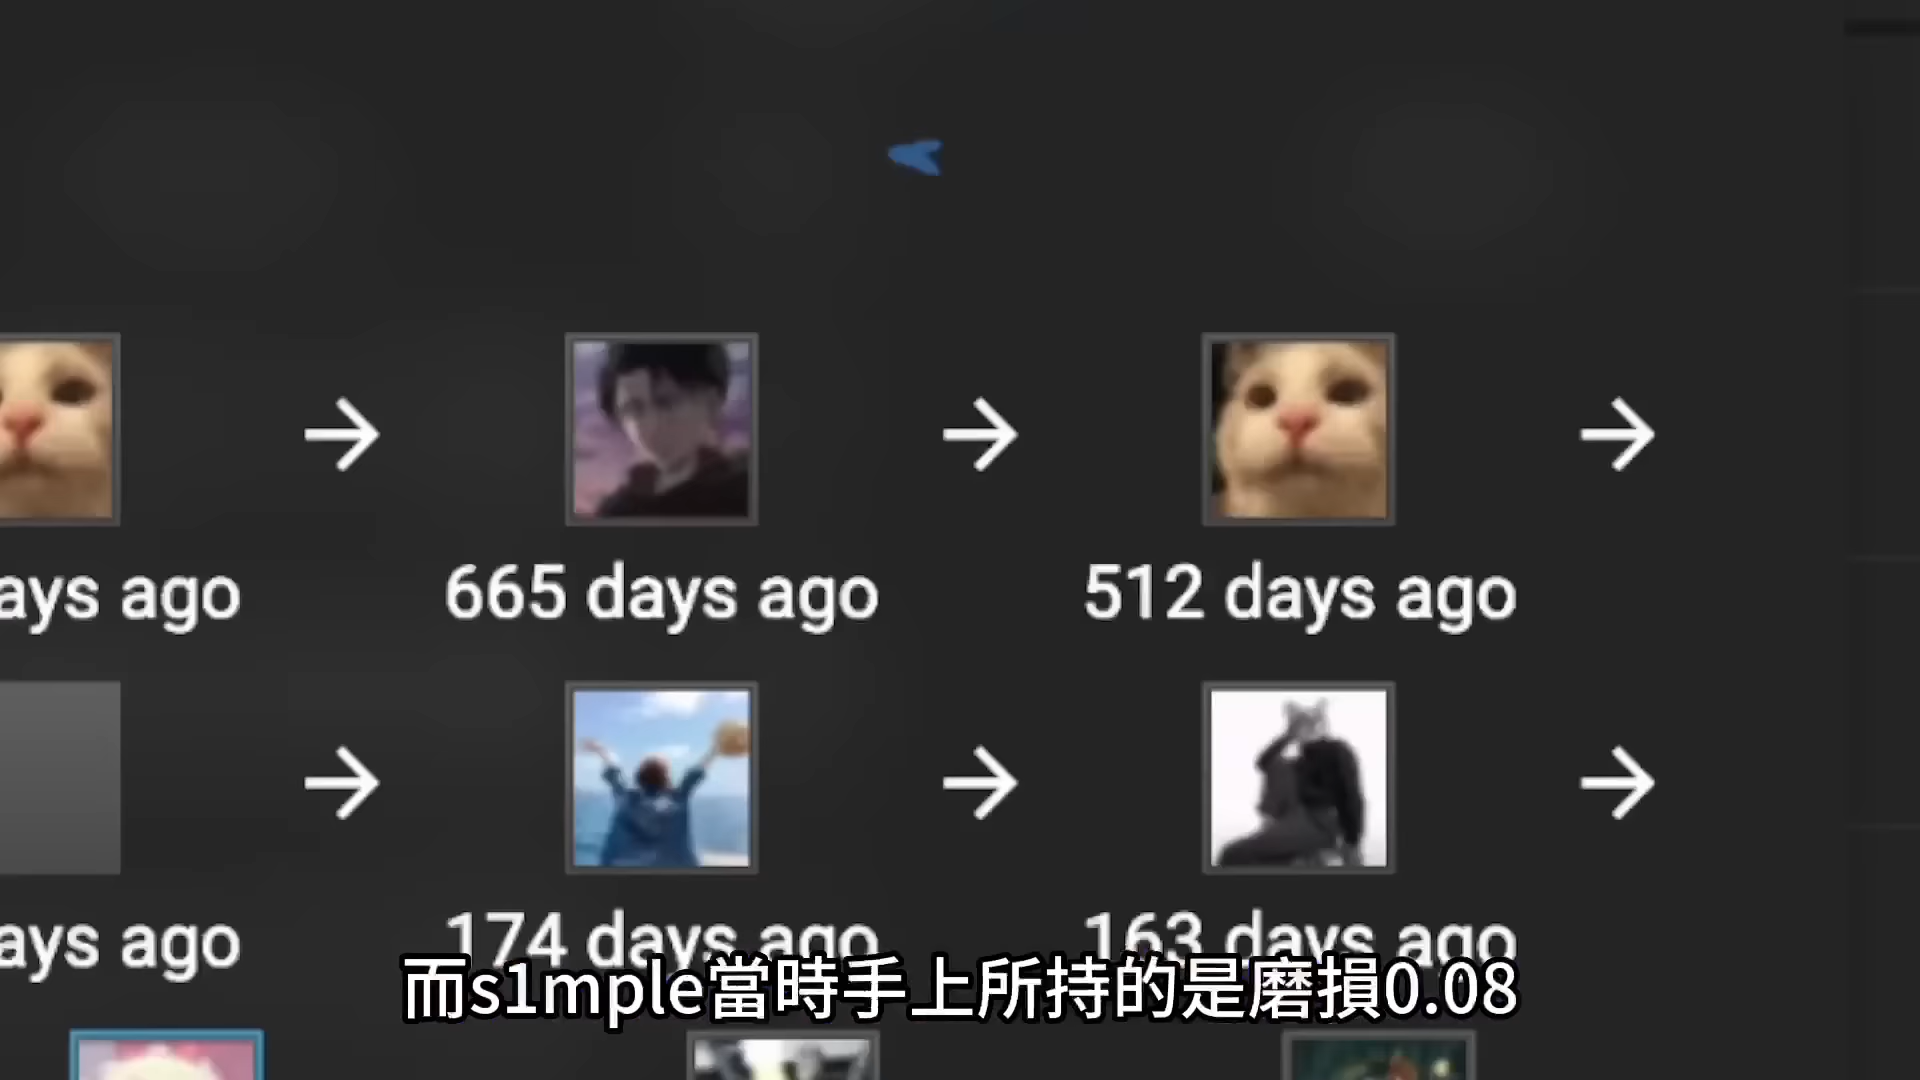 ays ago → 665 days ago → 512 days ago →
ays ago → 174 days ago → 163 days ago →
而s1mple當時手上所持的是磨損0.08